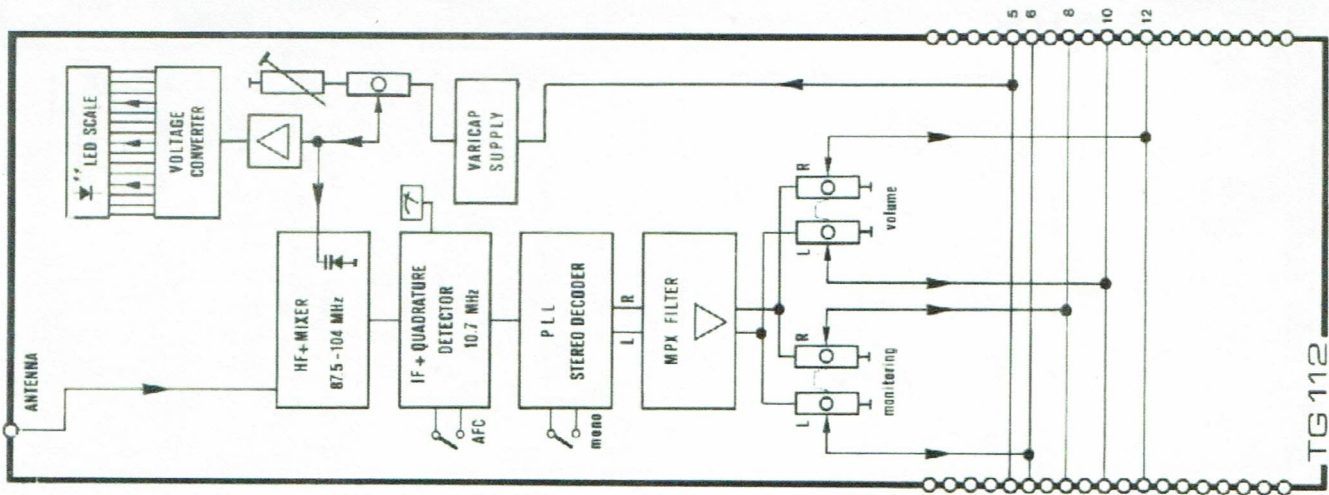 ANTENNA
LED SCALE
VOLTAGE
CONVERTER
VARICAP
SUPPLY
HF+MIXER
87.5-104 MHz
IF+QUADRATURE
DETECTOR
10.7 MHz
AFC
PLL
STEREO DECODER
mono
L R
MPX FILTER
L R
monitoring
L R
volume
5
6
8
10
12
TG 112